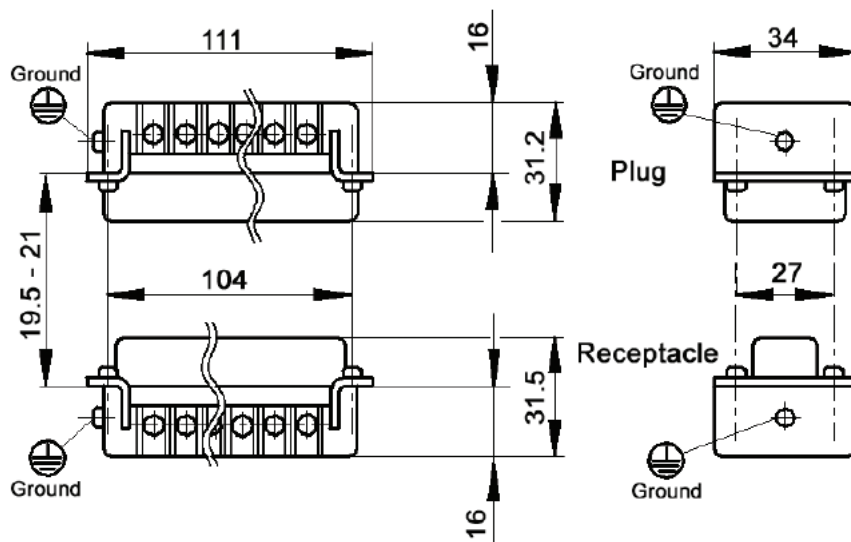 111
16
34
Ground
Ground
31.2
Plug
19.5 - 21
104
27
Receptacle
31.5
Ground
Ground
16